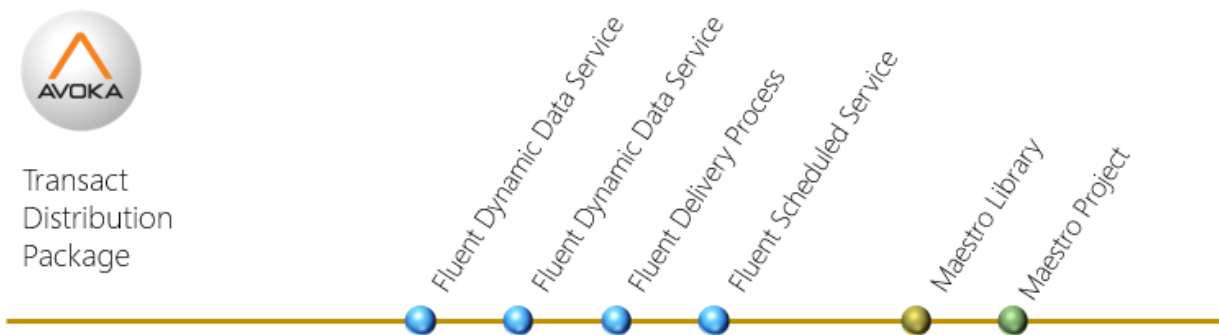 AVOKA
Transact
Distribution
Package
Fluent Dynamic Data Service
Fluent Dynamic Data Service
Fluent Delivery Process
Fluent Scheduled Service
Maestro Library
Maestro Project